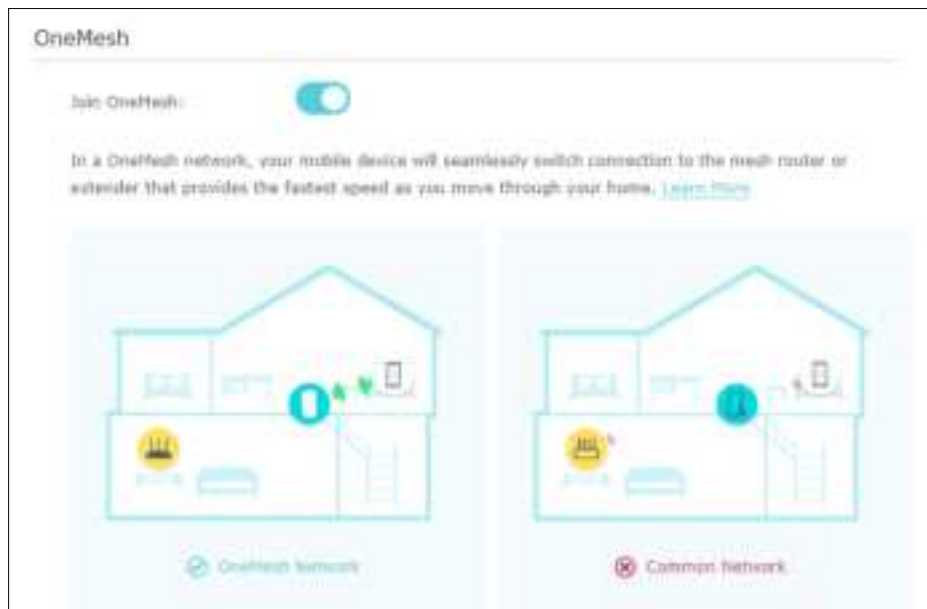 OneMesh
Join OneMesh:
In a OneMesh network, your mobile device will seamlessly switch connection to the mesh router or
extender that provides the fastest speed as you move through your home. Learn More
OneMesh Network
Common Network